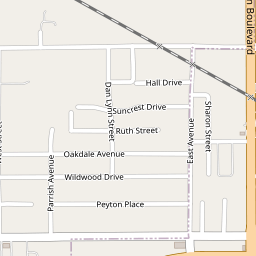 Boulevard
Hall Drive
Dan Lynn Street
Suncrest Drive
Sharon Street
Ruth Street
East Avenue
Oakdale Avenue
Parrish Avenue
Wildwood Drive
Peyton Place